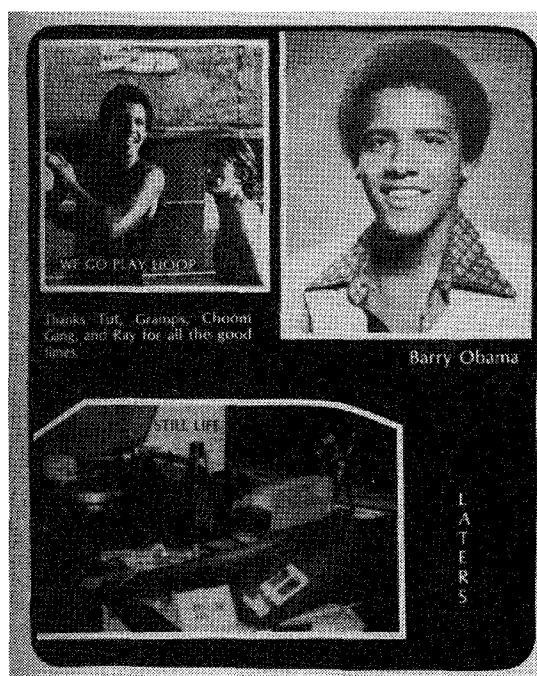 WE GO PLAY HOOP
Thanks Tut, Gramps, Choom
Gang, and Ray for all the good
times.
Barry Obama
STILL LIFE
LATERS